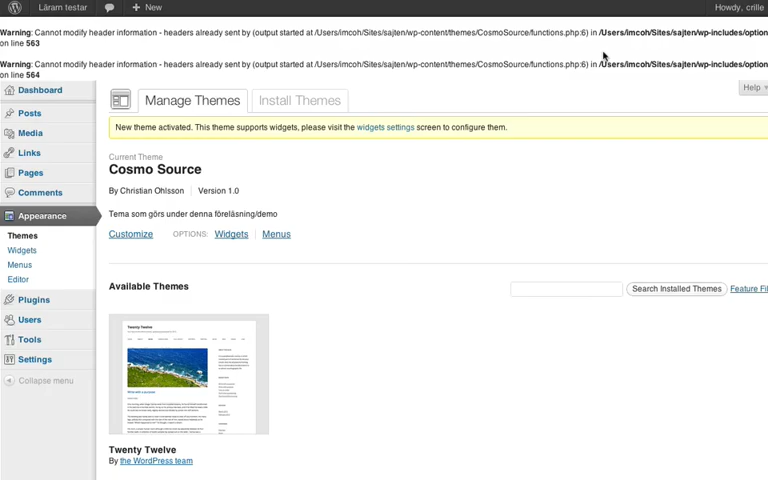 Läram testar
+ New
Howdy, crille
Warning: Cannot modify header information - headers already sent by (output started at /Users/imcoh/Sites/sajten/wp-content/themes/CosmoSource/functions.php:6) in /Users/imcoh/Sites/sajten/wp-includes/option
on line 563
Warning: Cannot modify header information - headers already sent by (output started at /Users/imcoh/Sites/sajten/wp-content/themes/CosmoSource/functions.php:6) in /Users/imcoh/Sites/sajten/wp-includes/option
on line 564
Help
Dashboard
Posts
Media
Links
Pages
Comments
Appearance
Themes
Widgets
Menus
Editor
Plugins
Users
Tools
Settings
Collapse menu
Manage Themes
Install Themes
New theme activated. This theme supports widgets, please visit the widgets settings screen to configure them.
Current Theme
Cosmo Source
By Christian Ohlsson | Version 1.0
Tema som görs under denna föreläsning/demo
Customize OPTIONS: Widgets | Menus
Available Themes
Search Installed Themes
Feature Fil
Twenty Twelve
Twenty Twelve
By the WordPress team